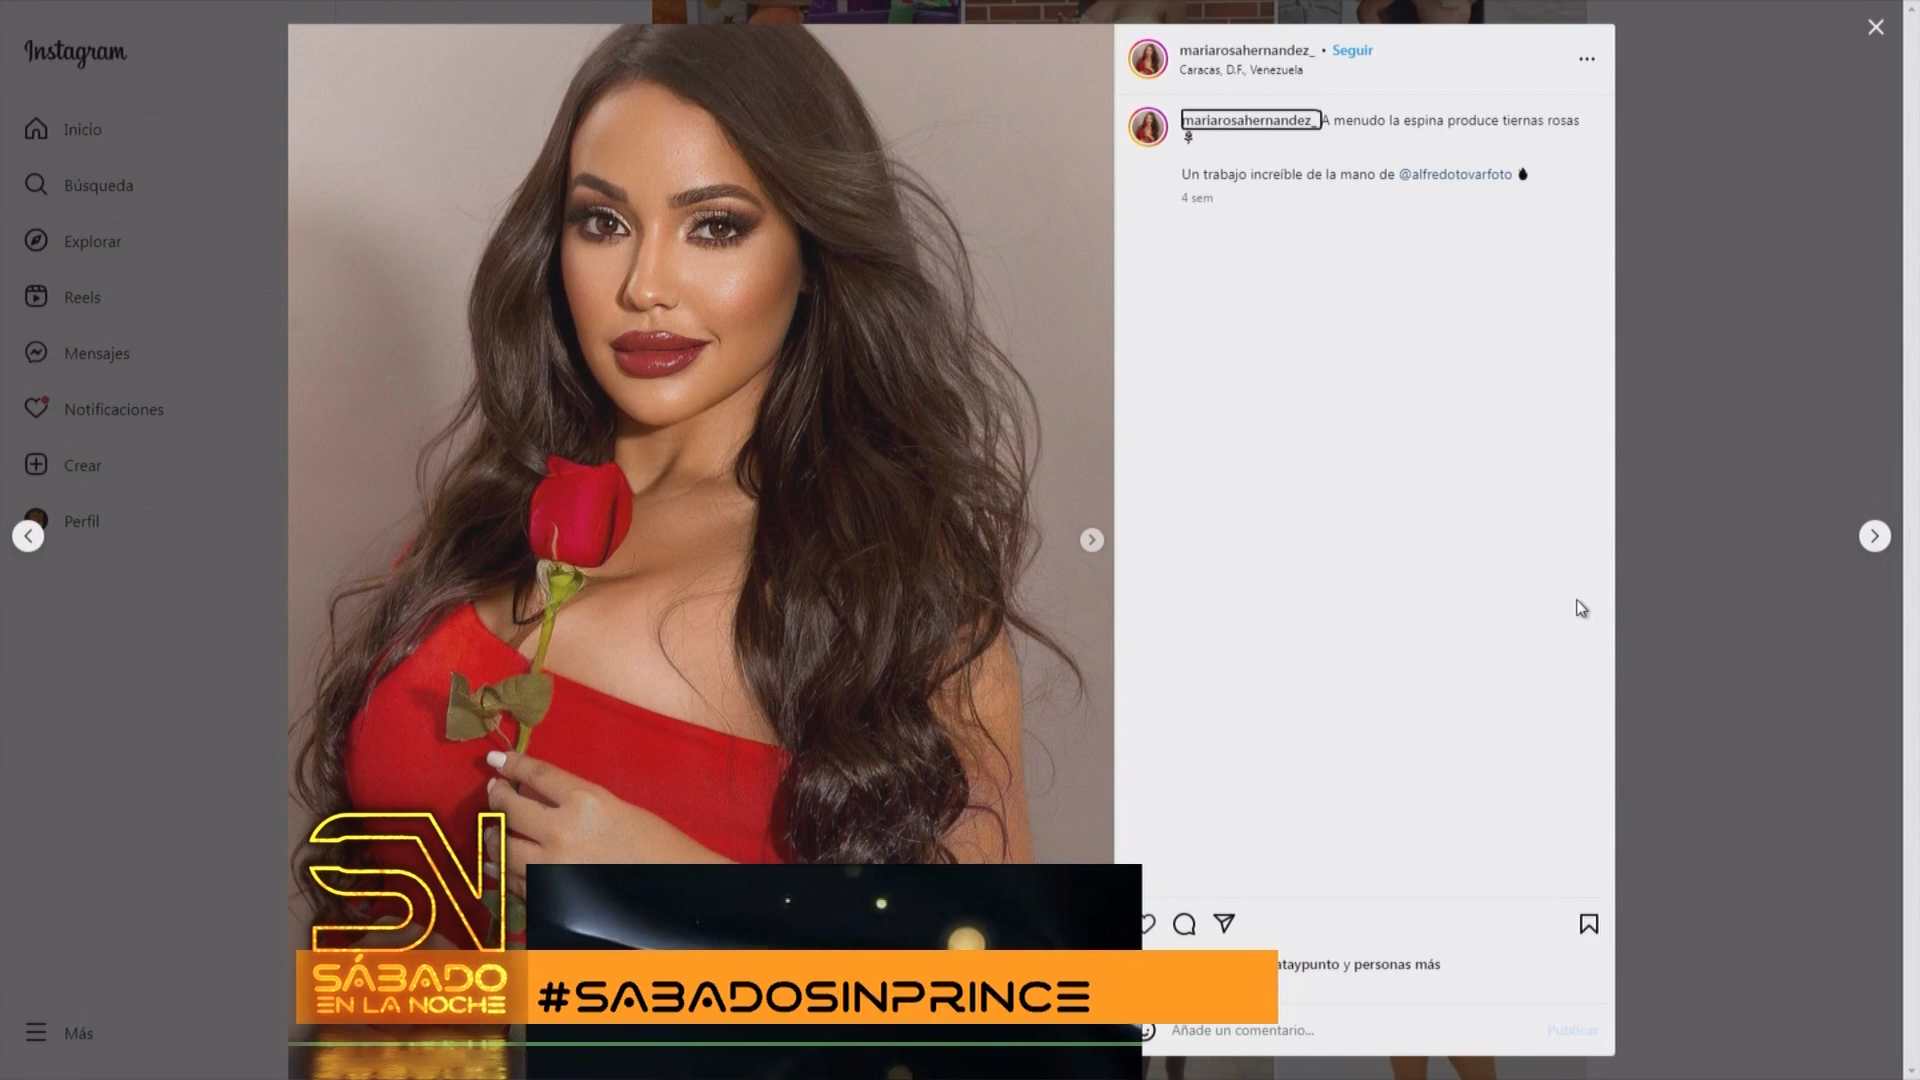 Instagram
Inicio
Búsqueda
Explorar
Reels
Mensajes
Notificaciones
Crear
Perfil
Más
mariarosahernandez_ • Seguir
Caracas, D.F., Venezuela
mariarosahernandez_ A menudo la espina produce tiernas rosas
Un trabajo increíble de la mano de @alfredotovarfoto
4 sem
ataypunto y personas más
Añade un comentario...
Publicar
SN
SÁBADO
EN LA NOCHE
#SABADOSINPRINCE